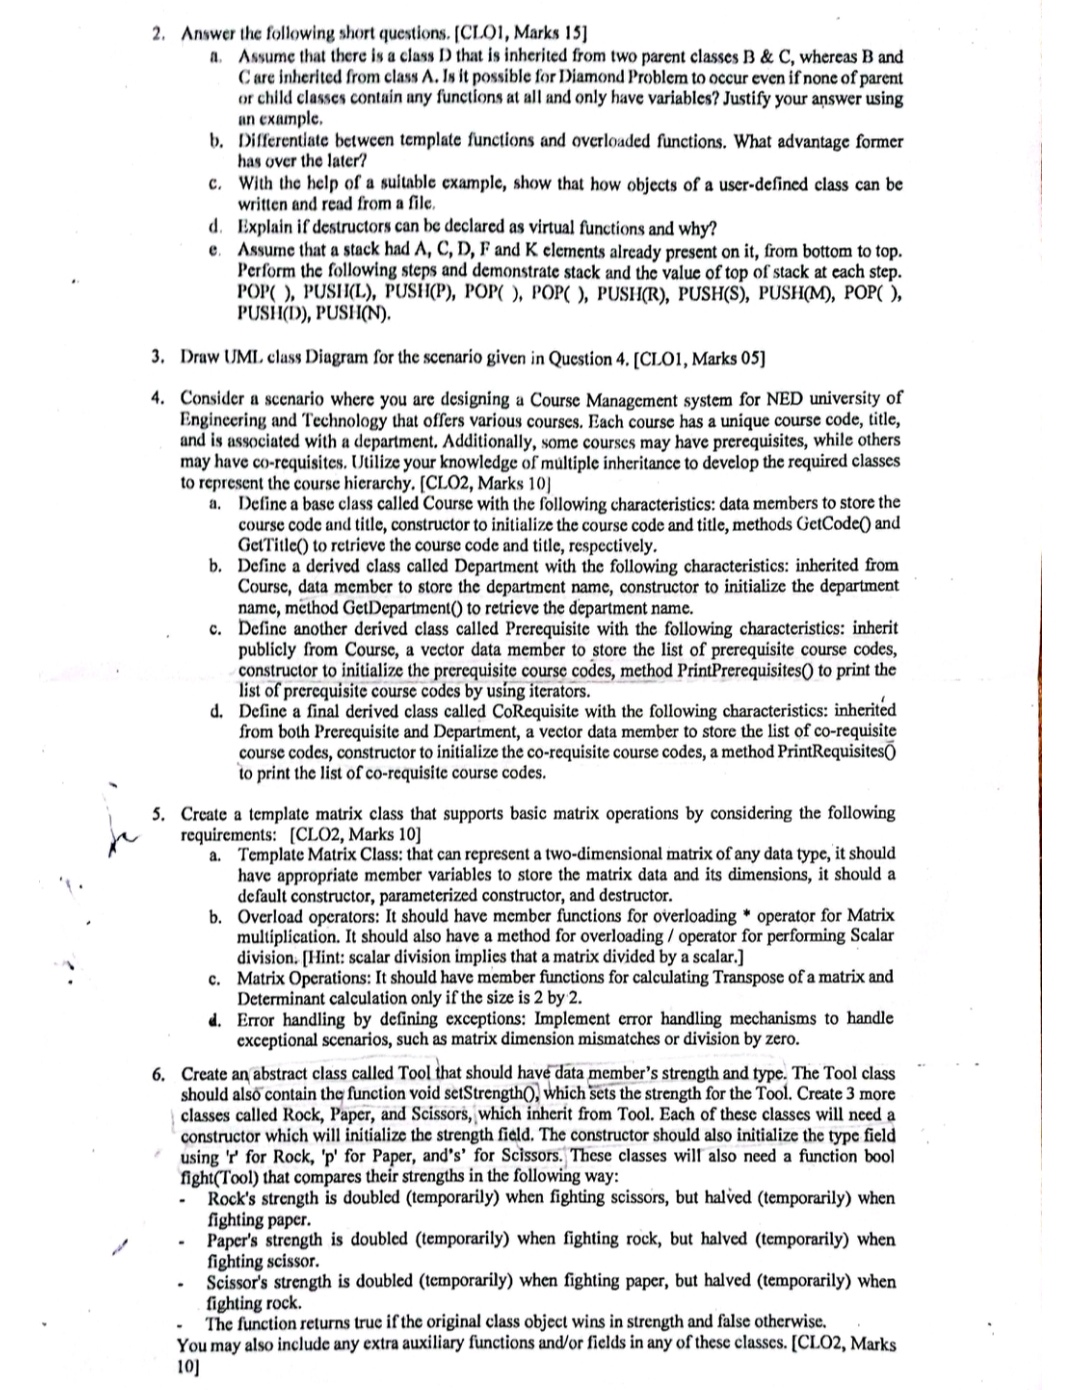 2. Answer the following short questions. [CLO1, Marks 15]
a. Assume that there is a class D that is inherited from two parent classes B & C, whereas B and
C are inherited from class A. Is it possible for Diamond Problem to occur even if none of parent
or child classes contain any functions at all and only have variables? Justify your answer using
an example.
b. Differentiate between template functions and overloaded functions. What advantage former
has over the later?
c. With the help of a suitable example, show that how objects of a user-defined class can be
written and read from a file.
d. Explain if destructors can be declared as virtual functions and why?
e. Assume that a stack had A, C, D, F and K elements already present on it, from bottom to top.
Perform the following steps and demonstrate stack and the value of top of stack at each step.
POP( ), PUSH(L), PUSH(P), POP( ), POP( ), PUSH(R), PUSH(S), PUSH(M), POP( ),
PUSH(D), PUSH(N).
3. Draw UML class Diagram for the scenario given in Question 4. [CLO1, Marks 05]
4. Consider a scenario where you are designing a Course Management system for NED university of
Engineering and Technology that offers various courses. Each course has a unique course code, title,
and is associated with a department. Additionally, some courses may have prerequisites, while others
may have co-requisites. Utilize your knowledge of multiple inheritance to develop the required classes
to represent the course hierarchy. [CLO2, Marks 10]
a. Define a base class called Course with the following characteristics: data members to store the
course code and title, constructor to initialize the course code and title, methods GetCode() and
GetTitle() to retrieve the course code and title, respectively.
b. Define a derived class called Department with the following characteristics: inherited from
Course, data member to store the department name, constructor to initialize the department
name, method GetDepartment() to retrieve the department name.
c. Define another derived class called Prerequisite with the following characteristics: inherit
publicly from Course, a vector data member to store the list of prerequisite course codes,
constructor to initialize the prerequisite course codes, method PrintPrerequisites() to print the
list of prerequisite course codes by using iterators.
d. Define a final derived class called CoRequisite with the following characteristics: inherited
from both Prerequisite and Department, a vector data member to store the list of co-requisite
course codes, constructor to initialize the co-requisite course codes, a method PrintRequisites()
to print the list of co-requisite course codes.
5. Create a template matrix class that supports basic matrix operations by considering the following
requirements: [CLO2, Marks 10]
a. Template Matrix Class: that can represent a two-dimensional matrix of any data type, it should
have appropriate member variables to store the matrix data and its dimensions, it should a
default constructor, parameterized constructor, and destructor.
b. Overload operators: It should have member functions for overloading * operator for Matrix
multiplication. It should also have a method for overloading / operator for performing Scalar
division. [Hint: scalar division implies that a matrix divided by a scalar.]
c. Matrix Operations: It should have member functions for calculating Transpose of a matrix and
Determinant calculation only if the size is 2 by 2.
d. Error handling by defining exceptions: Implement error handling mechanisms to handle
exceptional scenarios, such as matrix dimension mismatches or division by zero.
6. Create an abstract class called Tool that should have data member's strength and type. The Tool class
should also contain the function void setStrength(), which sets the strength for the Tool. Create 3 more
classes called Rock, Paper, and Scissors, which inherit from Tool. Each of these classes will need a
constructor which will initialize the strength field. The constructor should also initialize the type field
using 'r' for Rock, 'p' for Paper, and's' for Scissors. These classes will also need a function bool
fight(Tool) that compares their strengths in the following way:
- Rock's strength is doubled (temporarily) when fighting scissors, but halved (temporarily) when
fighting paper.
- Paper's strength is doubled (temporarily) when fighting rock, but halved (temporarily) when
fighting scissor.
- Scissor's strength is doubled (temporarily) when fighting paper, but halved (temporarily) when
fighting rock.
- The function returns true if the original class object wins in strength and false otherwise.
You may also include any extra auxiliary functions and/or fields in any of these classes. [CLO2, Marks
10]